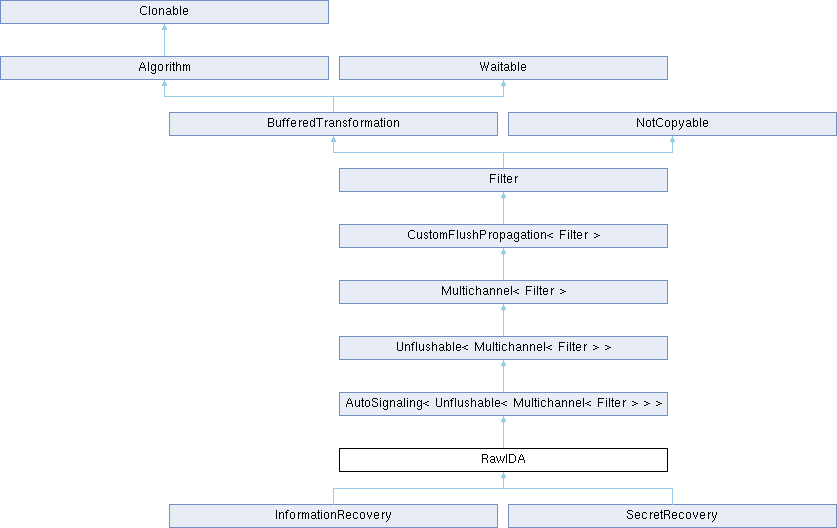 Clonable
Algorithm
Waitable
BufferedTransformation
NotCopyable
Filter
CustomFlushPropagation< Filter >
Multichannel< Filter >
Unflushable< Multichannel< Filter > >
AutoSignaling< Unflushable< Multichannel< Filter > > >
RawIDA
InformationRecovery
SecretRecovery